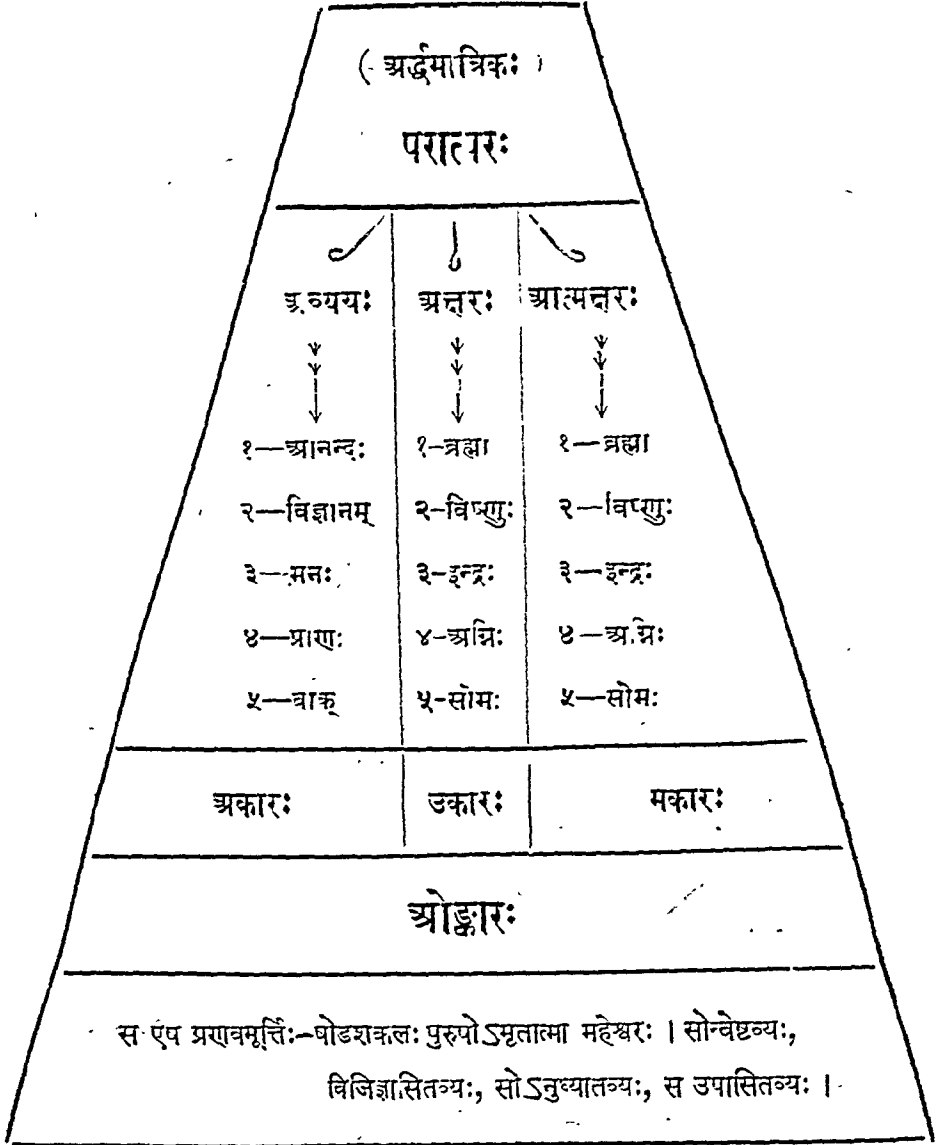 ( अर्द्धमात्रिकः )
परात्परः
अव्ययः अक्षरः आत्मक्षरः
१—आनन्दः १-ब्रह्मा १—ब्रह्मा
२—विज्ञानम् २-विष्णुः २—विष्णुः
३—मनः ३-इन्द्रः ३—इन्द्रः
४—प्राणः ४-अग्निः ४—अग्निः
५—वाक् ५-सोमः ५—सोमः
अकारः उकारः मकारः
ओङ्कारः
स एष प्रणवमूर्त्तिः-षोडशकलः पुरुषोऽमृतात्मा महेश्वरः । सोन्वेष्टव्यः,
विजिज्ञासितव्यः, सोऽनुध्यातव्यः, स उपासितव्यः ।